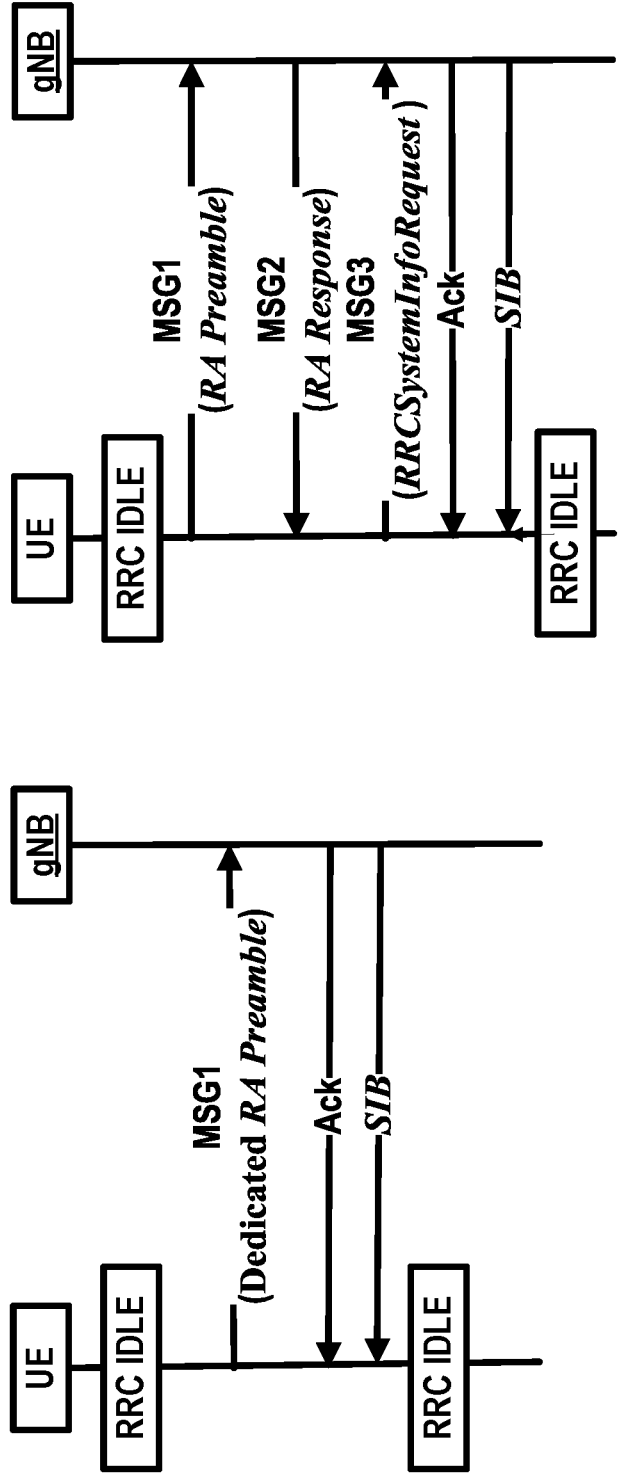 UE
gNB
RRC IDLE
MSG1
(Dedicated RA Preamble)
Ack
SIB
RRC IDLE
UE
gNB
RRC IDLE
MSG1
(RA Preamble)
MSG2
(RA Response)
MSG3
(RRCSystemInfoRequest)
Ack
SIB
RRC IDLE